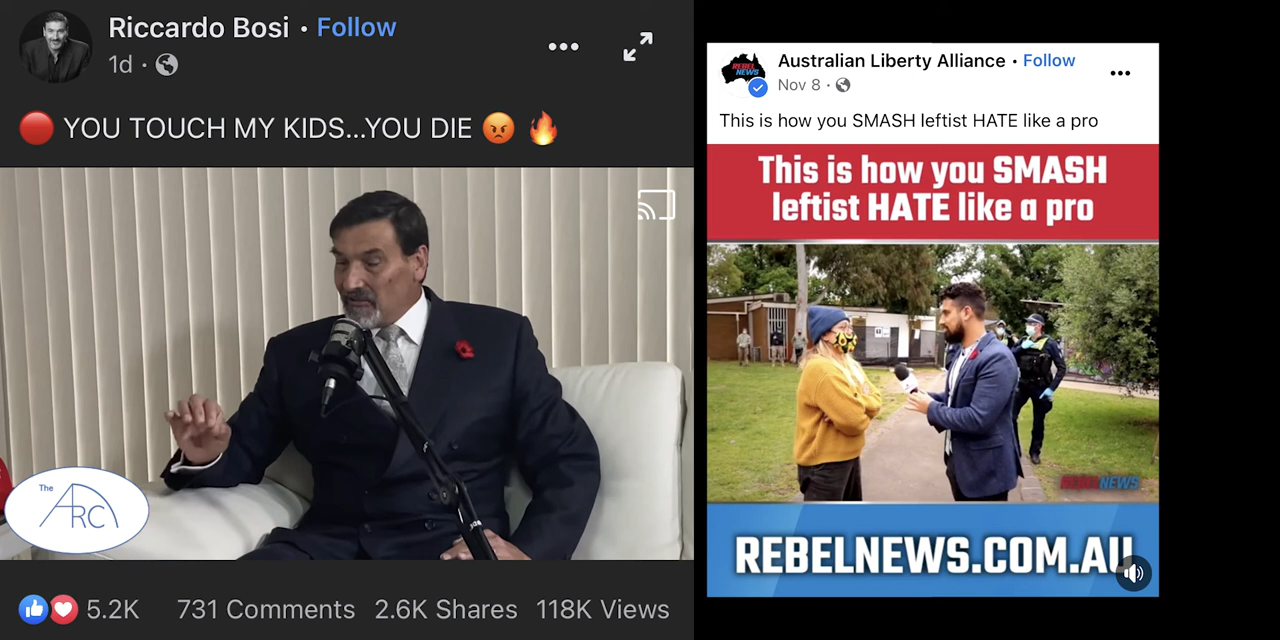 Riccardo Bosi • Follow
1d •
🔴 YOU TOUCH MY KIDS...YOU DIE 😡 🔥
The
ARC
5.2K 731 Comments 2.6K Shares 118K Views
REBEL
NEWS
Australian Liberty Alliance • Follow
Nov 8 •
This is how you SMASH leftist HATE like a pro
This is how you SMASH
leftist HATE like a pro
REBELNEWS
REBELNEWS.COM.AU